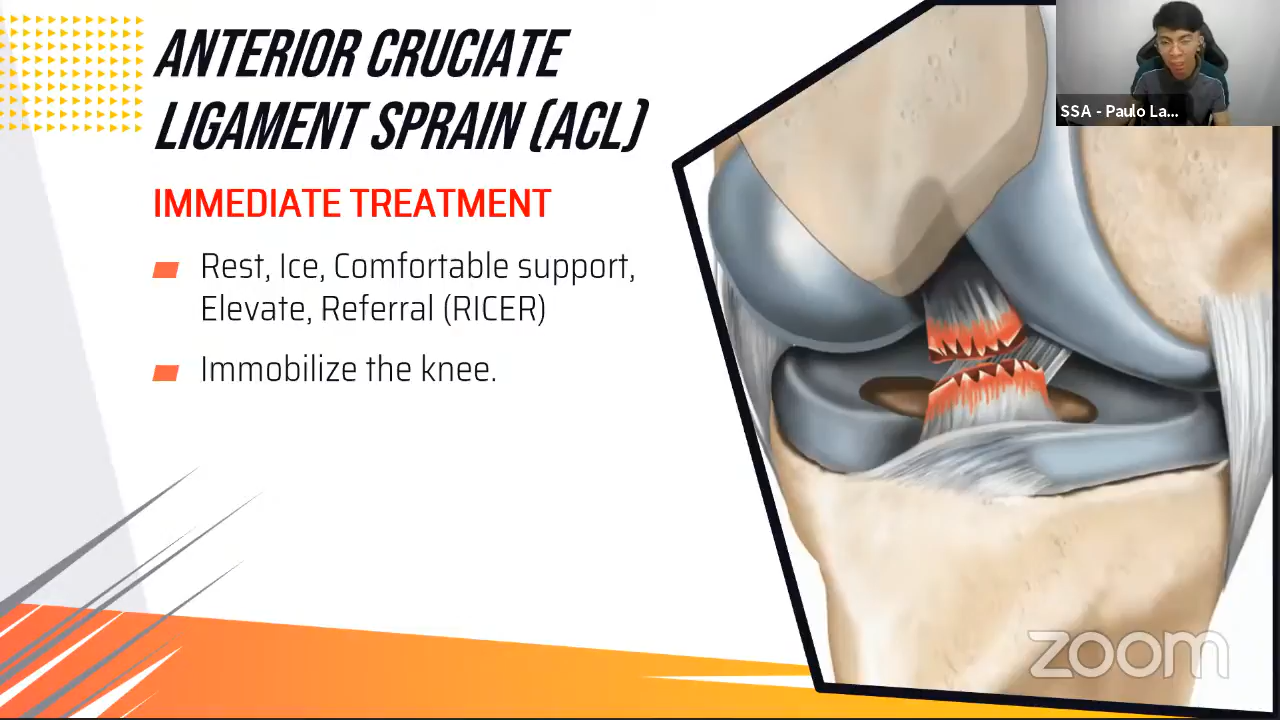 ANTERIOR CRUCIATE
LIGAMENT SPRAIN (ACL)
IMMEDIATE TREATMENT
Rest, Ice, Comfortable support,
Elevate, Referral (RICER)
Immobilize the knee.
SSA - Paulo La...
zoom